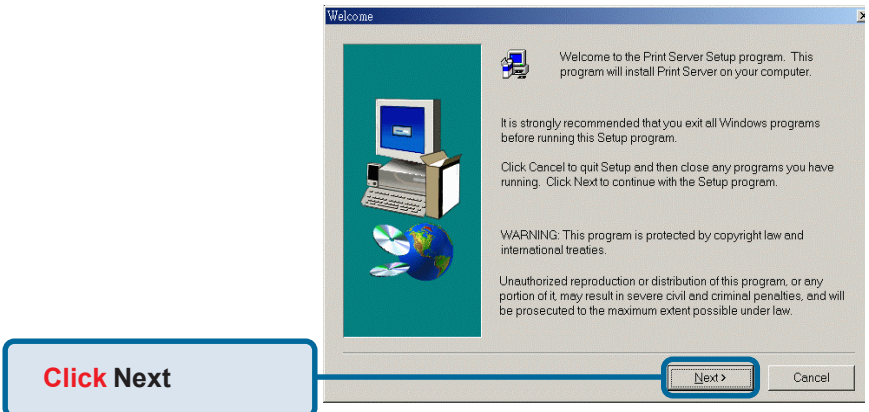 Welcome
Welcome to the Print Server Setup program. This
program will install Print Server on your computer.
It is strongly recommended that you exit all Windows programs
before running this Setup program.
Click Cancel to quit Setup and then close any programs you have
running. Click Next to continue with the Setup program.
WARNING: This program is protected by copyright law and
international treaties.
Unauthorized reproduction or distribution of this program, or any
portion of it, may result in severe civil and criminal penalties, and will
be prosecuted to the maximum extent possible under law.
Click Next
Next >
Cancel